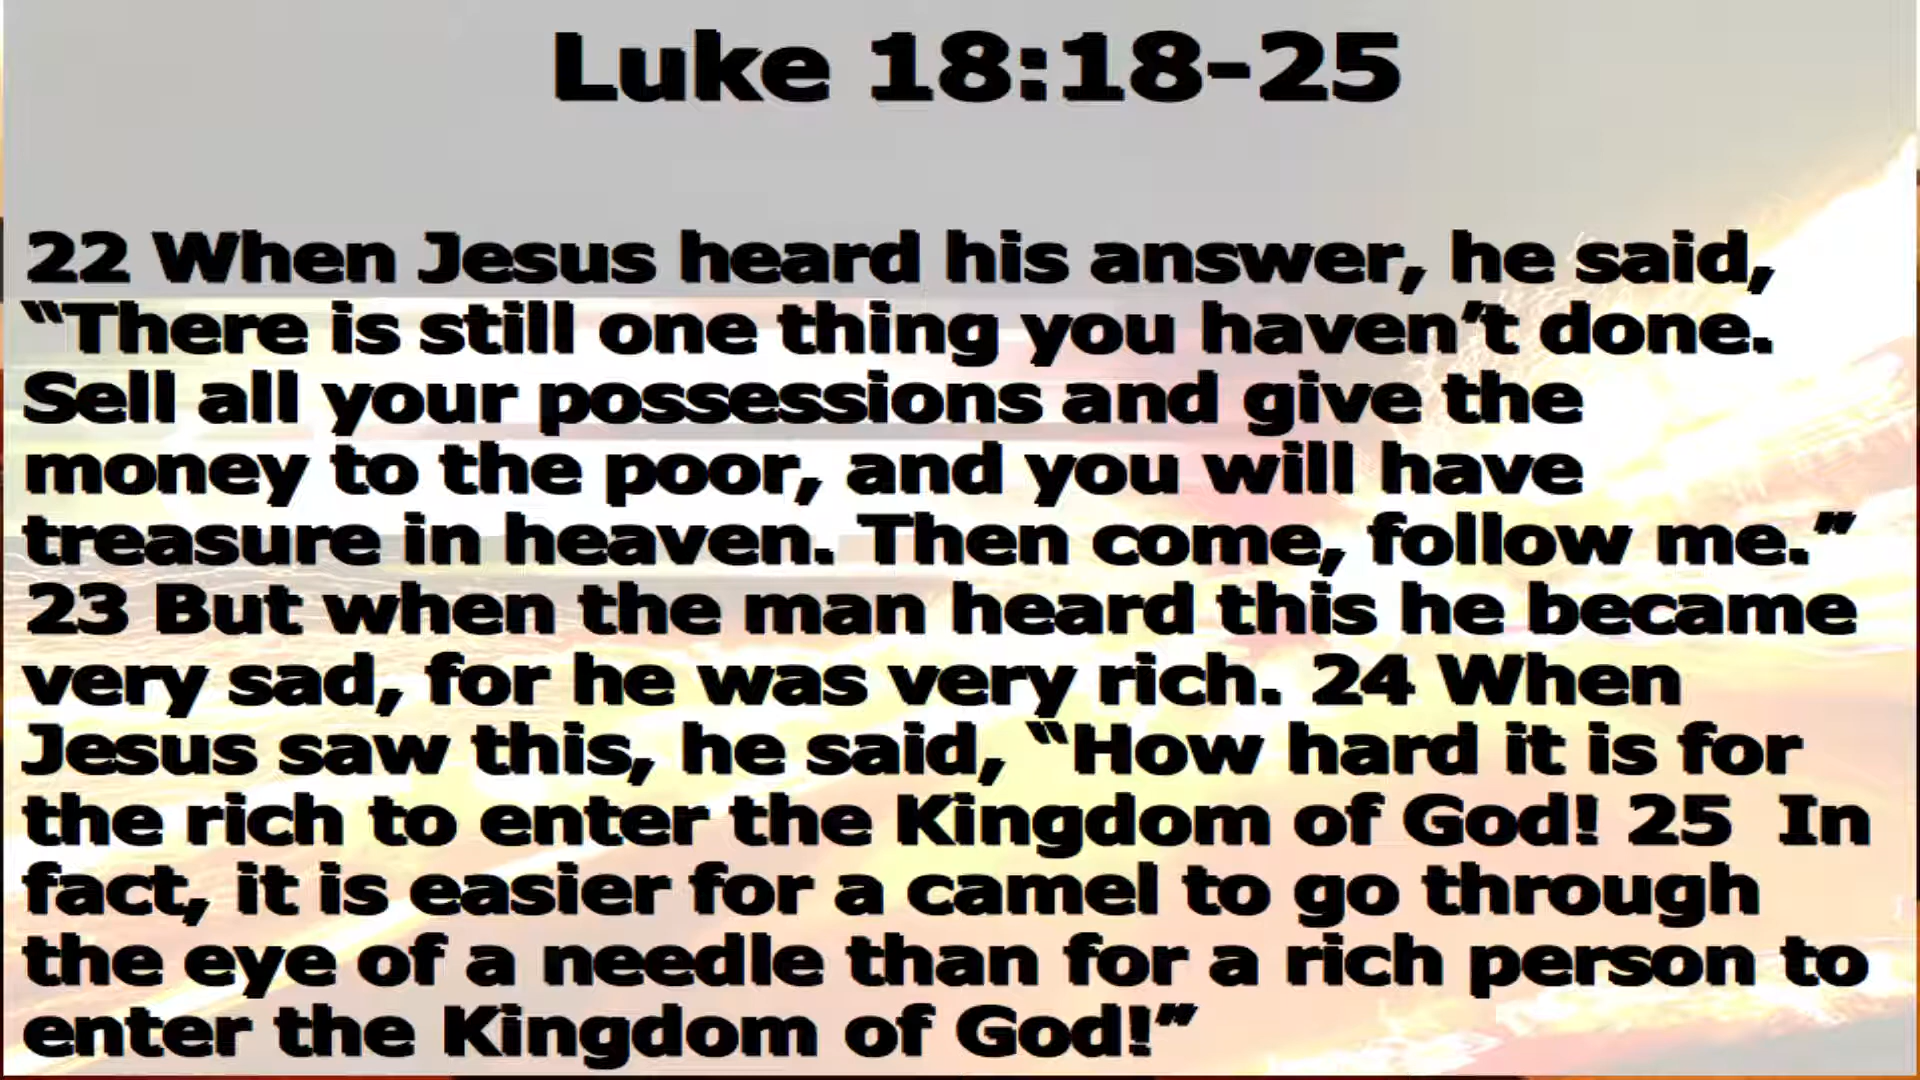 Luke 18:18-25
22 When Jesus heard his answer, he said,
“There is still one thing you haven’t done.
Sell all your possessions and give the
money to the poor, and you will have
treasure in heaven. Then come, follow me.”
23 But when the man heard this he became
very sad, for he was very rich. 24 When
Jesus saw this, he said, “How hard it is for
the rich to enter the Kingdom of God! 25  In
fact, it is easier for a camel to go through
the eye of a needle than for a rich person to
enter the Kingdom of God!”